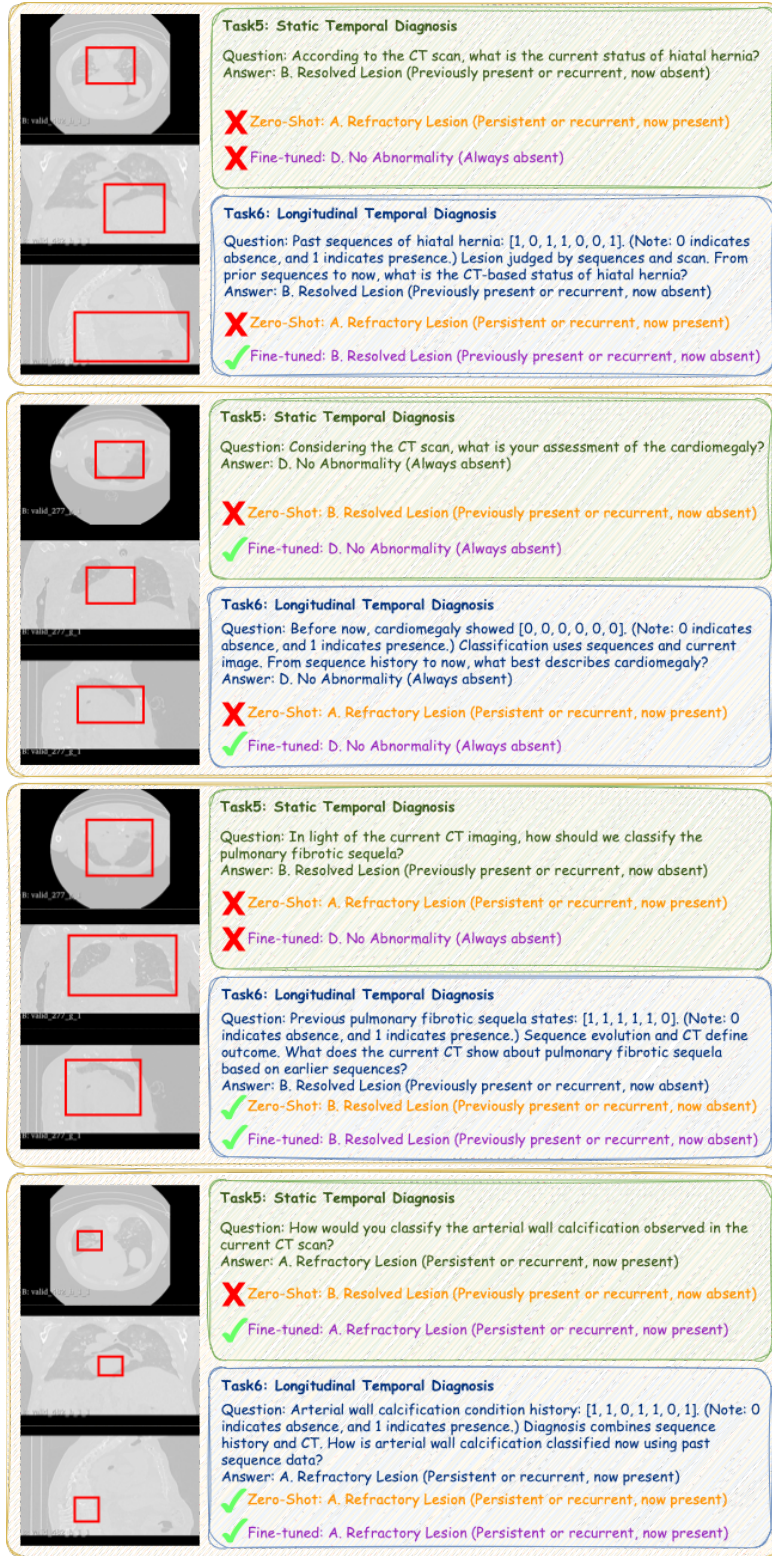 Task5: Static Temporal Diagnosis
Question: According to the CT scan, what is the current status of hiatal hernia?
Answer: B. Resolved Lesion (Previously present or recurrent, now absent)
X Zero-Shot: A. Refractory Lesion (Persistent or recurrent, now present)
X Fine-tuned: D. No Abnormality (Always absent)
Task6: Longitudinal Temporal Diagnosis
Question: Past sequences of hiatal hernia: [1, 0, 1, 1, 0, 0, 1]. (Note: 0 indicates
absence, and 1 indicates presence.) Lesion judged by sequences and scan. From
prior sequences to now, what is the CT-based status of hiatal hernia?
Answer: B. Resolved Lesion (Previously present or recurrent, now absent)
X Zero-Shot: A. Refractory Lesion (Persistent or recurrent, now present)
Fine-tuned: B. Resolved Lesion (Previously present or recurrent, now absent)
B: valid_277_g_1
valid_277_g_1
B: valid_277_g_1
Task5: Static Temporal Diagnosis
Question: Considering the CT scan, what is your assessment of the cardiomegaly?
Answer: D. No Abnormality (Always absent)
X Zero-Shot: B. Resolved Lesion (Previously present or recurrent, now absent)
Fine-tuned: D. No Abnormality (Always absent)
Task6: Longitudinal Temporal Diagnosis
Question: Before now, cardiomegaly showed [0, 0, 0, 0, 0, 0]. (Note: 0 indicates
absence, and 1 indicates presence.) Classification uses sequences and current
image. From sequence history to now, what best describes cardiomegaly?
Answer: D. No Abnormality (Always absent)
X Zero-Shot: A. Refractory Lesion (Persistent or recurrent, now present)
Fine-tuned: D. No Abnormality (Always absent)
B: valid_277_g_1
valid_277_g_1
B: valid_277_g_1
Task5: Static Temporal Diagnosis
Question: In light of the current CT imaging, how should we classify the
pulmonary fibrotic sequela?
Answer: B. Resolved Lesion (Previously present or recurrent, now absent)
X Zero-Shot: A. Refractory Lesion (Persistent or recurrent, now present)
X Fine-tuned: D. No Abnormality (Always absent)
Task6: Longitudinal Temporal Diagnosis
Question: Previous pulmonary fibrotic sequela states: [1, 1, 1, 1, 1, 0]. (Note: 0
indicates absence, and 1 indicates presence.) Sequence evolution and CT define
outcome. What does the current CT show about pulmonary fibrotic sequela
based on earlier sequences?
Answer: B. Resolved Lesion (Previously present or recurrent, now absent)
Zero-Shot: B. Resolved Lesion (Previously present or recurrent, now absent)
Fine-tuned: B. Resolved Lesion (Previously present or recurrent, now absent)
Task5: Static Temporal Diagnosis
Question: How would you classify the arterial wall calcification observed in the
current CT scan?
Answer: A. Refractory Lesion (Persistent or recurrent, now present)
X Zero-Shot: B. Resolved Lesion (Previously present or recurrent, now absent)
Fine-tuned: A. Refractory Lesion (Persistent or recurrent, now present)
Task6: Longitudinal Temporal Diagnosis
Question: Arterial wall calcification condition history: [1, 1, 0, 1, 1, 0, 1]. (Note: 0
indicates absence, and 1 indicates presence.) Diagnosis combines sequence
history and CT. How is arterial wall calcification classified now using past
sequence data?
Answer: A. Refractory Lesion (Persistent or recurrent, now present)
Zero-Shot: A. Refractory Lesion (Persistent or recurrent, now present)
Fine-tuned: A. Refractory Lesion (Persistent or recurrent, now present)